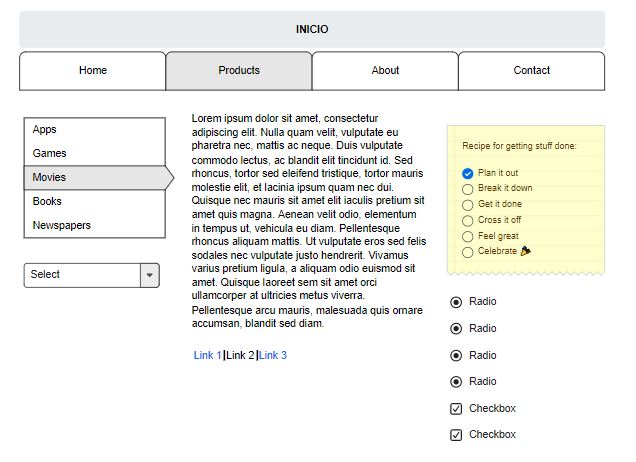 INICIO
Home Products About Contact
Apps
Games
Movies
Books
Newspapers
Select
Lorem ipsum dolor sit amet, consectetur
adipiscing elit. Nulla quam velit, vulputate eu
pharetra nec, mattis ac neque. Duis vulputate
commodo lectus, ac blandit elit tincidunt id. Sed
rhoncus, tortor sed eleifend tristique, tortor mauris
molestie elit, et lacinia ipsum quam nec dui.
Quisque nec mauris sit amet elit iaculis pretium sit
amet quis magna. Aenean velit odio, elementum
in tempus ut, vehicula eu diam. Pellentesque
rhoncus aliquam mattis. Ut vulputate eros sed felis
sodales nec vulputate justo hendrerit. Vivamus
varius pretium ligula, a aliquam odio euismod sit
amet. Quisque laoreet sem sit amet orci
ullamcorper at ultricies metus viverra.
Pellentesque arcu mauris, malesuada quis ornare
accumsan, blandit sed diam.
Link 1|Link 2|Link 3
Recipe for getting stuff done:
Plan it out
Break it down
Get it done
Cross it off
Feel great
Celebrate 🎉
Radio
Radio
Radio
Radio
Checkbox
Checkbox